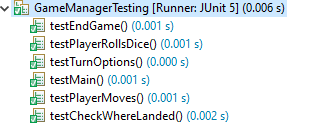 GameManagerTesting [Runner: JUnit 5] (0.006 s)
testEndGame() (0.001 s)
testPlayerRollsDice() (0.001 s)
testTurnOptions() (0.000 s)
testMain() (0.001 s)
testPlayerMoves() (0.001 s)
testCheckWhereLanded() (0.002 s)